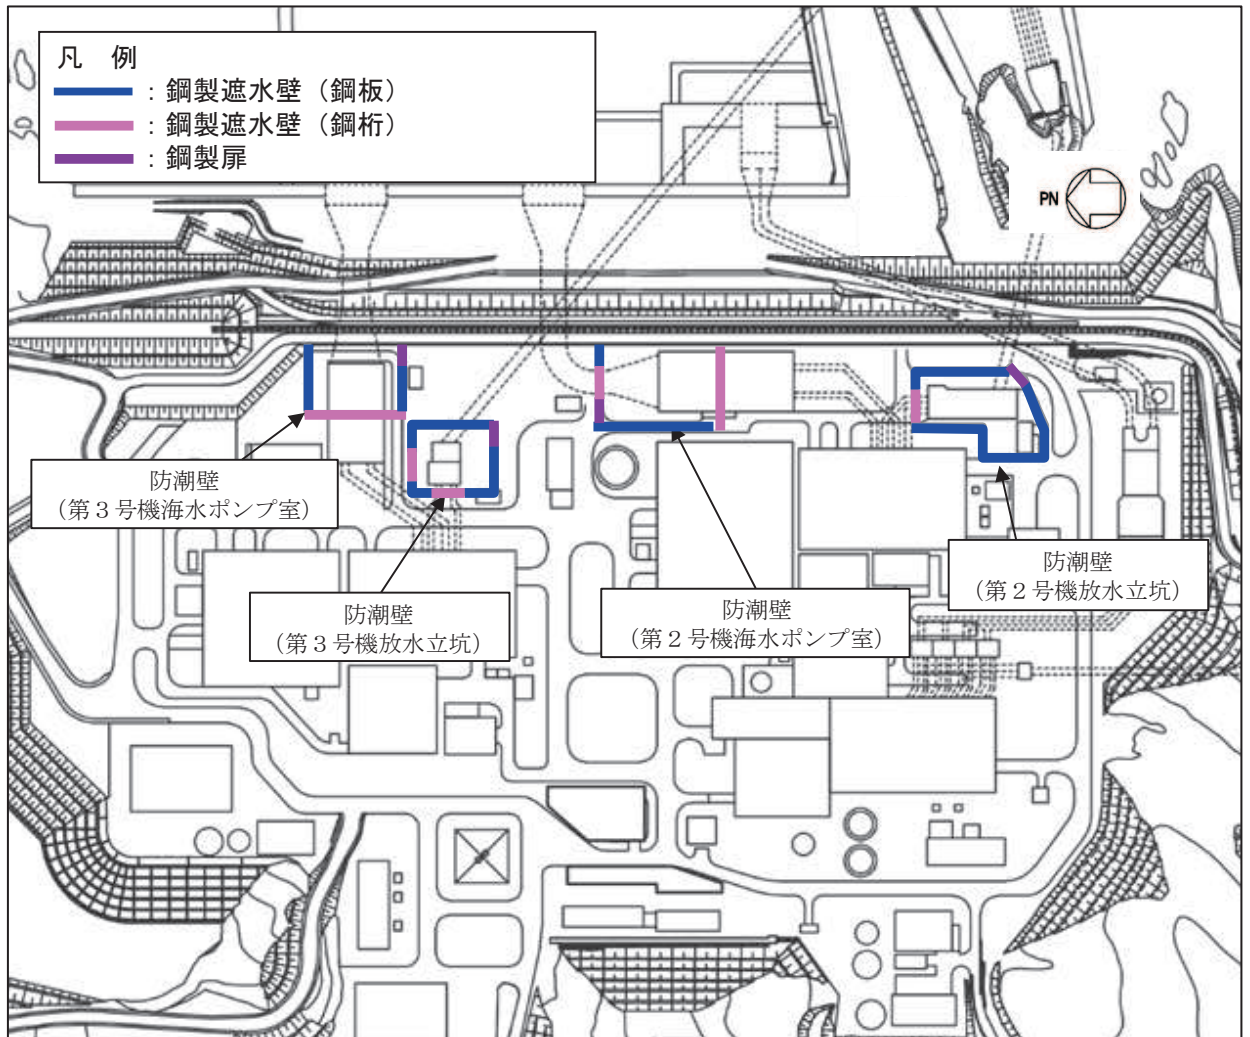 凡　例
：鋼製遮水壁（鋼板）
：鋼製遮水壁（鋼桁）
：鋼製扉
PN
防潮壁
（第３号機海水ポンプ室）
防潮壁
（第３号機放水立坑）
防潮壁
（第２号機海水ポンプ室）
防潮壁
（第２号機放水立坑）